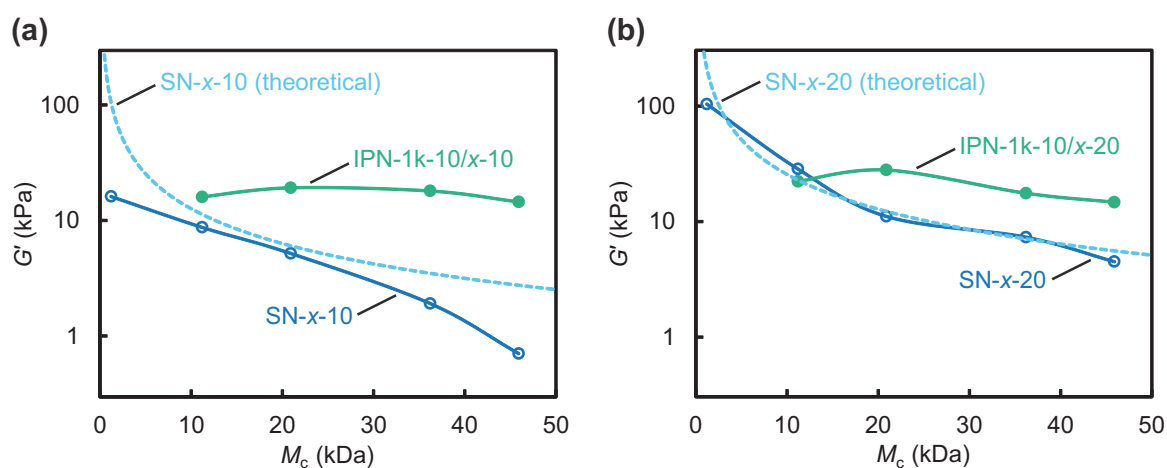 (a)
SN-x-10 (theoretical)
IPN-1k-10/x-10
SN-x-10
G′ (kPa)
100
10
1
0 10 20 30 40 50
Mc (kDa)
(b)
SN-x-20 (theoretical)
IPN-1k-10/x-20
SN-x-20
G′ (kPa)
100
10
1
0 10 20 30 40 50
Mc (kDa)